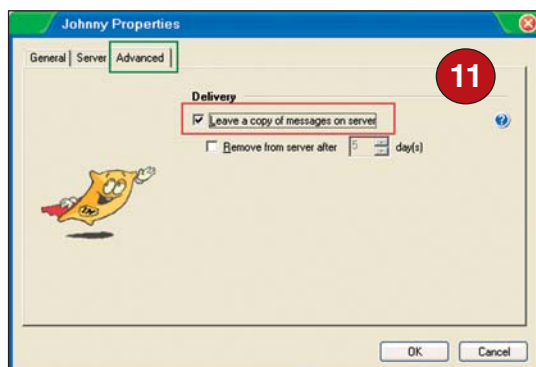 Johnny Properties
General Server Advanced
11
Delivery
Leave a copy of messages on server
Remove from server after 5 day(s)
OK Cancel